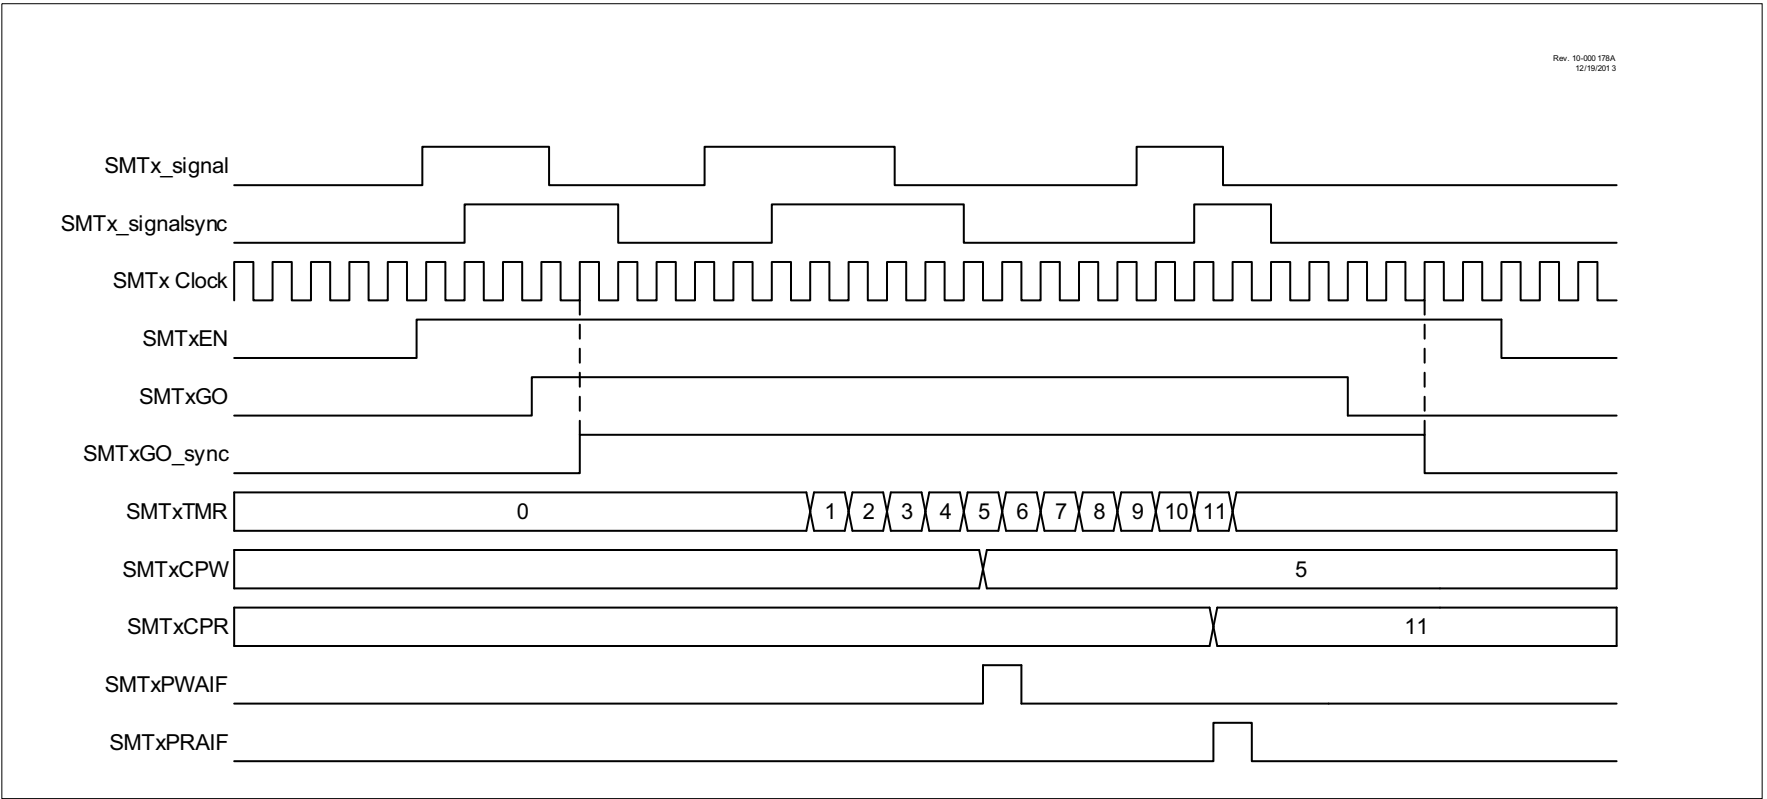 Rev. 10-000 178A
12/19/201 3
SMTx_signal
SMTx_signalsync
SMTx Clock
SMTxEN
SMTxGO
SMTxGO_sync
SMTxTMR 0 1 2 3 4 5 6 7 8 9 10 11
SMTxCPW 5
SMTxCPR 11
SMTxPWAIF
SMTxPRAIF